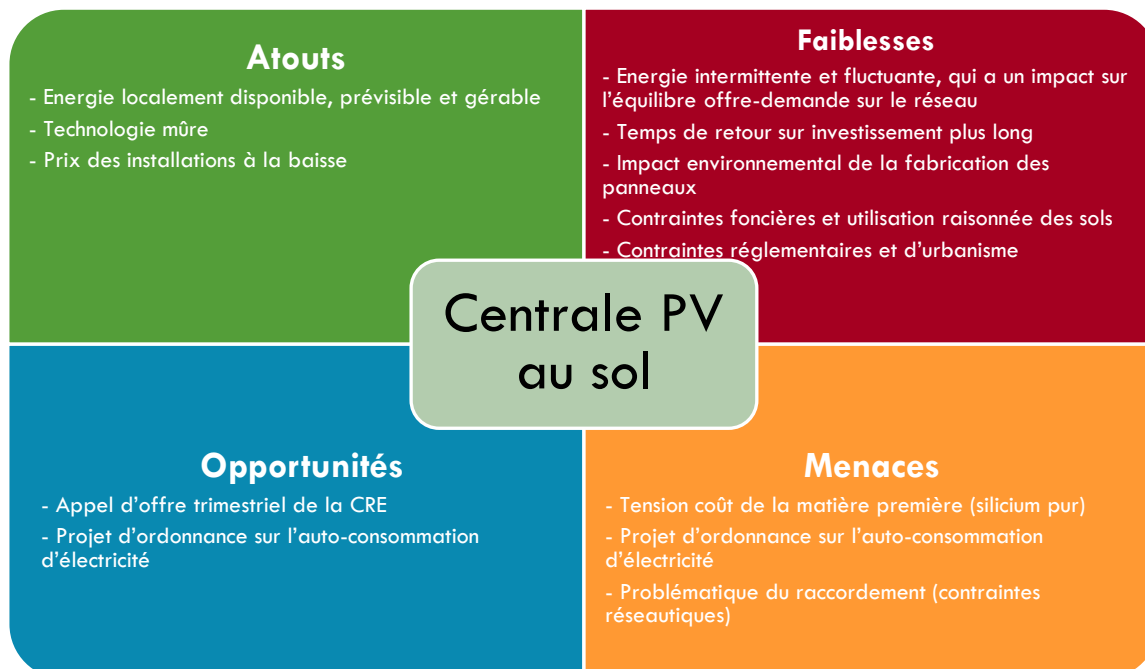 Atouts
- Energie localement disponible, prévisible et gérable
- Technologie mûre
- Prix des installations à la baisse
Faiblesses
- Energie intermittente et fluctuante, qui a un impact sur
l'équilibre offre-demande sur le réseau
- Temps de retour sur investissement plus long
- Impact environnemental de la fabrication des
panneaux
- Contraintes foncières et utilisation raisonnée des sols
- Contraintes réglementaires et d'urbanisme
Centrale PV
au sol
Opportunités
- Appel d'offre trimestriel de la CRE
- Projet d'ordonnance sur l'auto-consommation
d'électricité
Menaces
- Tension coût de la matière première (silicium pur)
- Projet d'ordonnance sur l'auto-consommation
d'électricité
- Problématique du raccordement (contraintes
réseautiques)